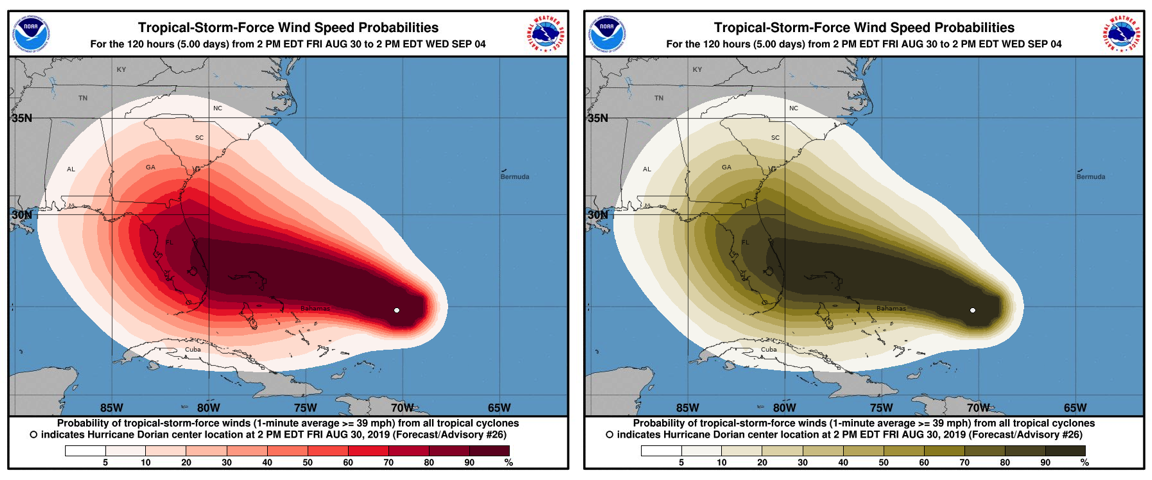 Tropical-Storm-Force Wind Speed Probabilities
For the 120 hours (5.00 days) from 2 PM EDT FRI AUG 30 to 2 PM EDT WED SEP 04
NOAA
KY
TN
NC
35N
SC
AL
GA
MS
Bermuda
30N
FL
Bahamas
Cuba
85W 80W 75W 70W 65W
Probability of tropical-storm-force winds (1-minute average >= 39 mph) from all tropical cyclones
indicates Hurricane Dorian center location at 2 PM EDT FRI AUG 30, 2019 (Forecast/Advisory #26)
5 10 20 30 40 50 60 70 80 90 %
Tropical-Storm-Force Wind Speed Probabilities
For the 120 hours (5.00 days) from 2 PM EDT FRI AUG 30 to 2 PM EDT WED SEP 04
NOAA
KY
TN
NC
35N
SC
AL
GA
MS
Bermuda
30N
FL
Bahamas
Cuba
85W 80W 75W 70W 65W
Probability of tropical-storm-force winds (1-minute average >= 39 mph) from all tropical cyclones
indicates Hurricane Dorian center location at 2 PM EDT FRI AUG 30, 2019 (Forecast/Advisory #26)
5 10 20 30 40 50 60 70 80 90 %